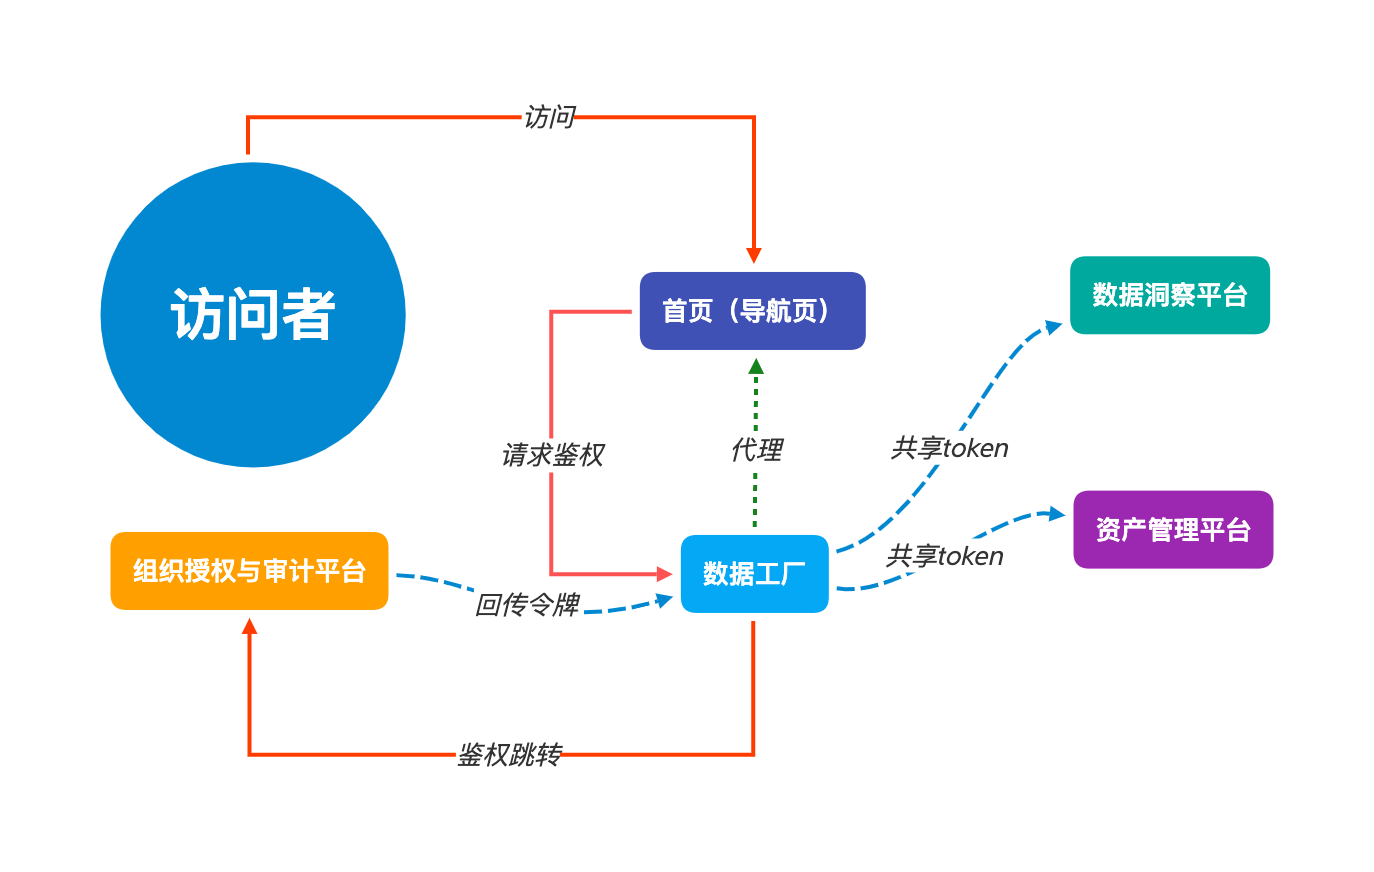 访问
访问者
首页（导航页）
数据洞察平台
请求鉴权
代理
共享token
资产管理平台
共享token
组织授权与审计平台
数据工厂
回传令牌
鉴权跳转